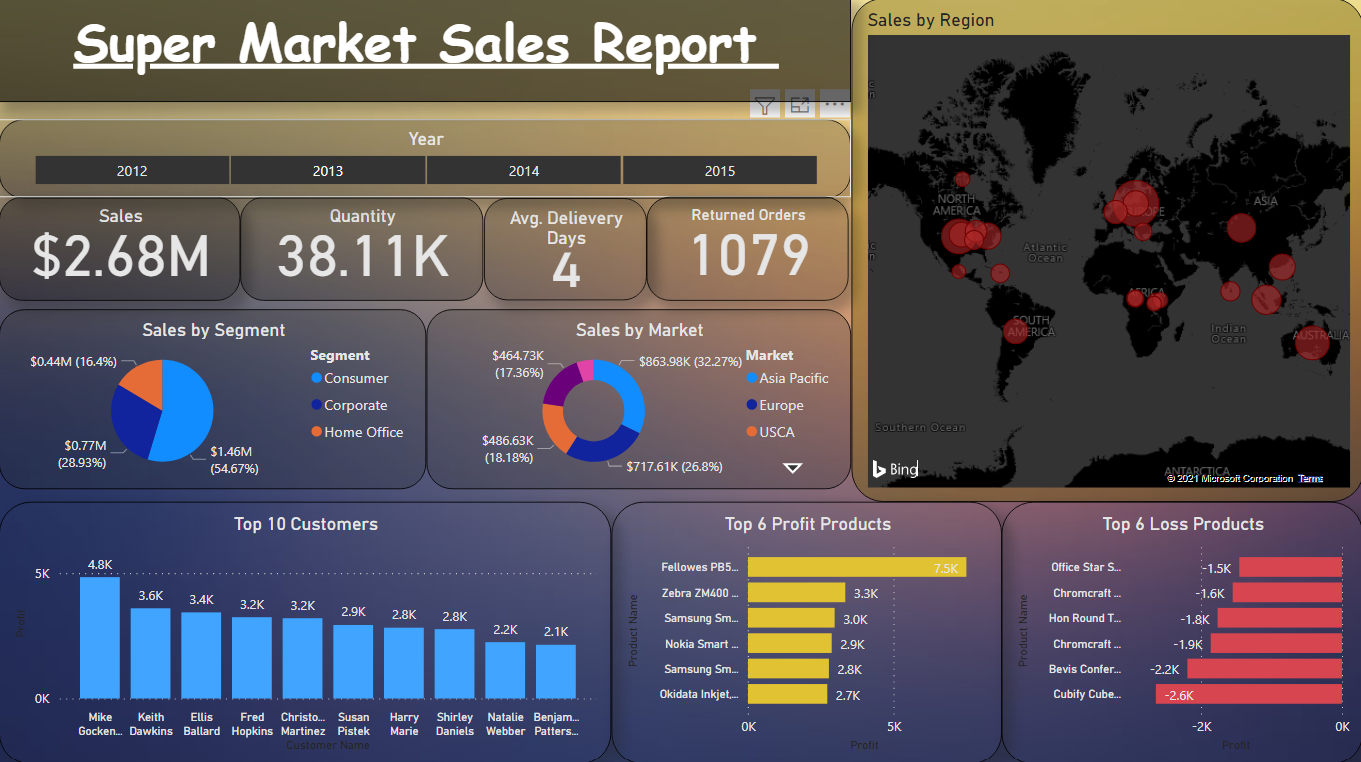 Super Market Sales Report
Year
2012
2013
2014
2015
Sales
$2.68M
Quantity
38.11K
Avg. Delievery
Days
4
Returned Orders
1079
Sales by Segment
$0.44M (16.4%)
$0.77M
(28.93%)
$1.46M
(54.67%)
Segment
Consumer
Corporate
Home Office
Sales by Market
$464.73K
(17.36%)
$863.98K (32.27%)
$486.63K
(18.18%)
$717.61K (26.8%)
Market
Asia Pacific
Europe
USCA
Sales by Region
NORTH
AMERICA
EUROPE
ASIA
Atlantic
Ocean
AFRICA
SOUTH
AMERICA
Indian
Ocean
AUSTRALIA
Southern Ocean
ANTARCTICA
Bing
© 2021 Microsoft Corporation Terms
Top 10 Customers
Profit
5K
0K
4.8K
3.6K
3.4K
3.2K
3.2K
2.9K
2.8K
2.8K
2.2K
2.1K
Mike
Gocken...
Keith
Dawkins
Ellis
Ballard
Fred
Hopkins
Christo...
Martinez
Susan
Pistek
Harry
Marie
Shirley
Daniels
Natalie
Webber
Benjam...
Patters...
Customer Name
Top 6 Profit Products
Product Name
Fellowes PB5...
7.5K
Zebra ZM400 ...
3.3K
Samsung Sm...
3.0K
Nokia Smart ...
2.9K
Samsung Sm...
2.8K
Okidata Inkjet,...
2.7K
0K
5K
Profit
Top 6 Loss Products
Product Name
Office Star S...
-1.5K
Chromcraft ...
-1.6K
Hon Round T...
-1.8K
Chromcraft ...
-1.9K
Bevis Confer...
-2.2K
Cubify Cube...
-2.6K
-2K
0K
Profit